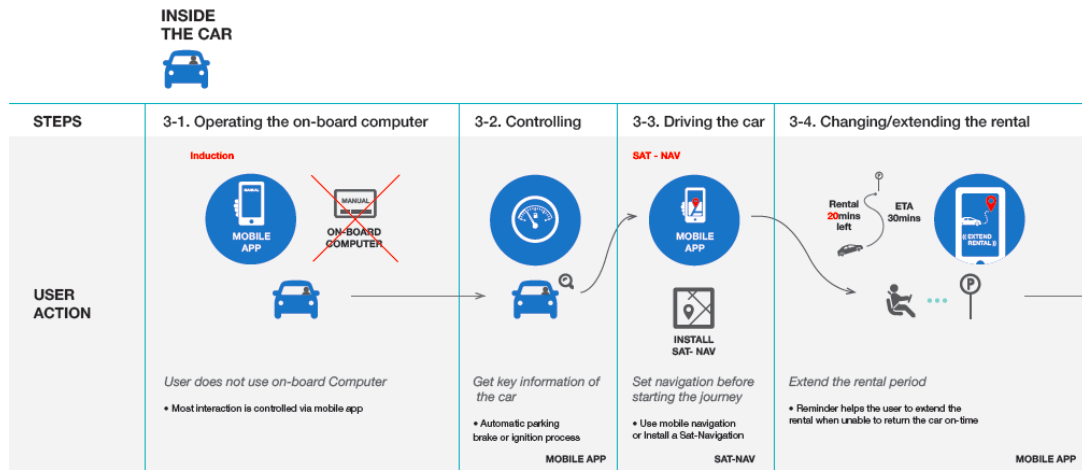 INSIDE
THE CAR
STEPS
3-1. Operating the on-board computer
3-2. Controlling
3-3. Driving the car
3-4. Changing/extending the rental
USER
ACTION
Induction
MANUAL
MOBILE
APP
MANUAL
ON-BOARD
COMPUTER
User does not use on-board Computer
• Most interaction is controlled via mobile app
Get key information of
the car
• Automatic parking
brake or ignition process
MOBILE APP
SAT - NAV
MOBILE
APP
INSTALL
SAT- NAV
Set navigation before
starting the journey
• Use mobile navigation
or Install a Sat-Navigation
SAT-NAV
Rental
20mins
left
P
ETA
30mins
(( EXTEND
RENTAL ))
P
Extend the rental period
• Reminder helps the user to extend the
rental when unable to return the car on-time
MOBILE APP